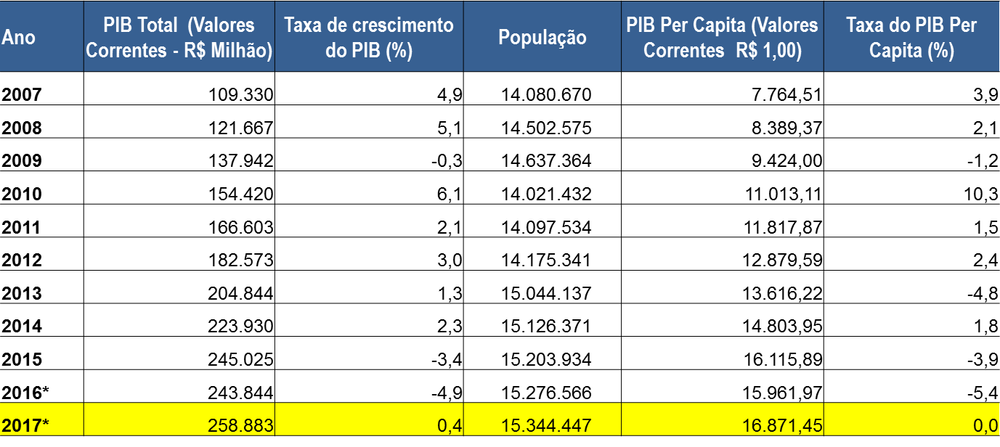 Ano PIB Total (Valores Correntes - R$ Milhão) Taxa de crescimento do PIB (%) População PIB Per Capita (Valores Correntes R$ 1,00) Taxa do PIB Per Capita (%)
2007 109.330 4,9 14.080.670 7.764,51 3,9
2008 121.667 5,1 14.502.575 8.389,37 2,1
2009 137.942 -0,3 14.637.364 9.424,00 -1,2
2010 154.420 6,1 14.021.432 11.013,11 10,3
2011 166.603 2,1 14.097.534 11.817,87 1,5
2012 182.573 3,0 14.175.341 12.879,59 2,4
2013 204.844 1,3 15.044.137 13.616,22 -4,8
2014 223.930 2,3 15.126.371 14.803,95 1,8
2015 245.025 -3,4 15.203.934 16.115,89 -3,9
2016* 243.844 -4,9 15.276.566 15.961,97 -5,4
2017* 258.883 0,4 15.344.447 16.871,45 0,0